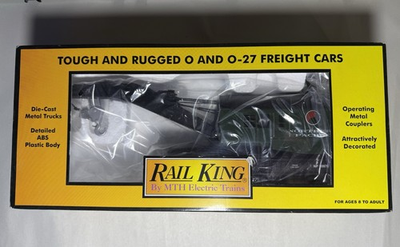 TOUGH AND RUGGED O AND O-27 FREIGHT CARS
Die-Cast
Metal Trucks
Detailed
ABS
Plastic Body
Operating
Metal
Couplers
Attractively
Decorated
RAIL KING
By MTH Electric Trains
FOR AGES 8 TO ADULT